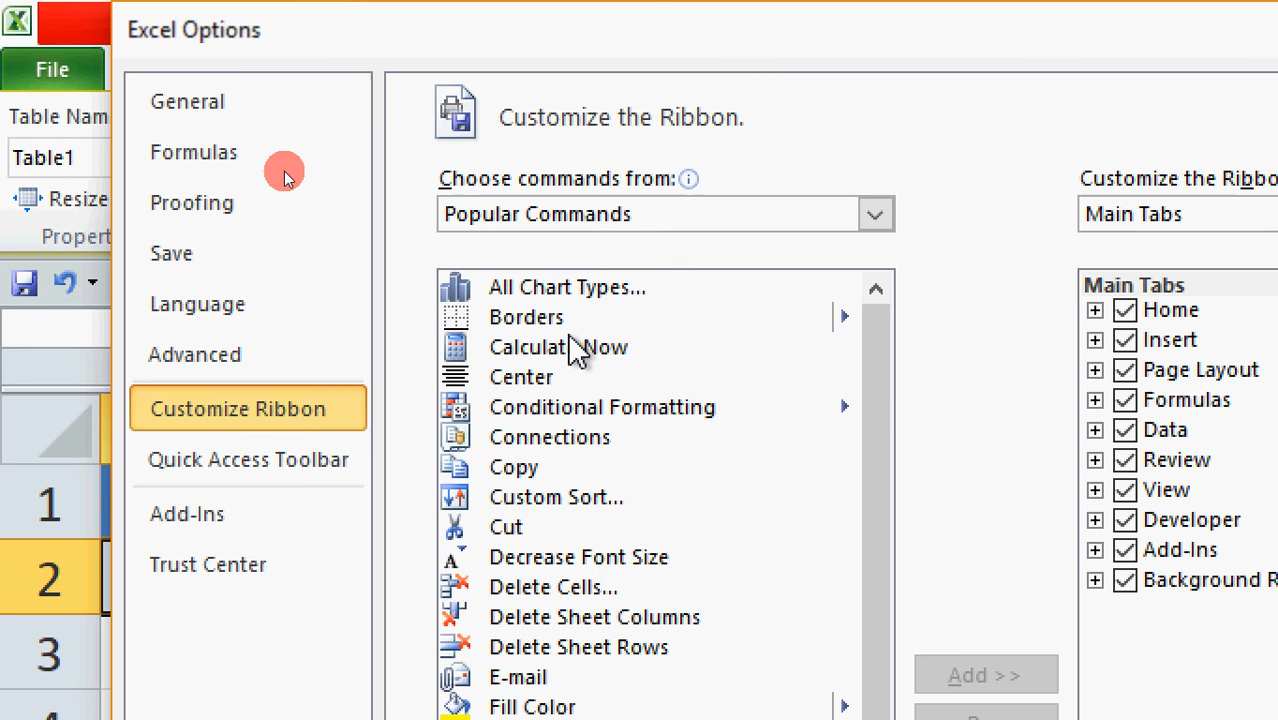 Excel Options
File
Table Nam
Table1
Resize
Propert
1
2
3
General
Formulas
Proofing
Save
Language
Advanced
Customize Ribbon
Quick Access Toolbar
Add-Ins
Trust Center
Customize the Ribbon.
Choose commands from:
Popular Commands
All Chart Types...
Borders
Calculate Now
Center
Conditional Formatting
Connections
Copy
Custom Sort...
Cut
Decrease Font Size
Delete Cells...
Delete Sheet Columns
Delete Sheet Rows
E-mail
Fill Color
Add >>
Customize the Ribbo
Main Tabs
Main Tabs
Home
Insert
Page Layout
Formulas
Data
Review
View
Developer
Add-Ins
Background R